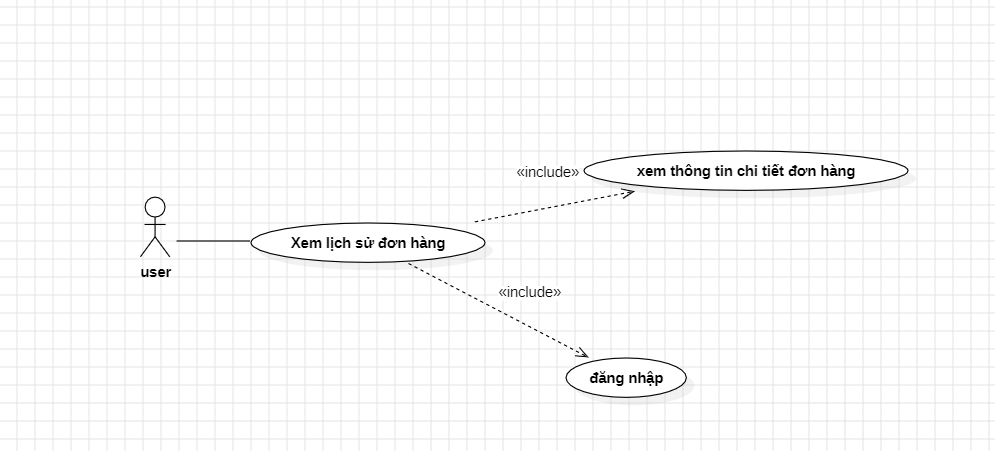 «include»
xem thông tin chi tiết đơn hàng
Xem lịch sử đơn hàng
user
«include»
đăng nhập